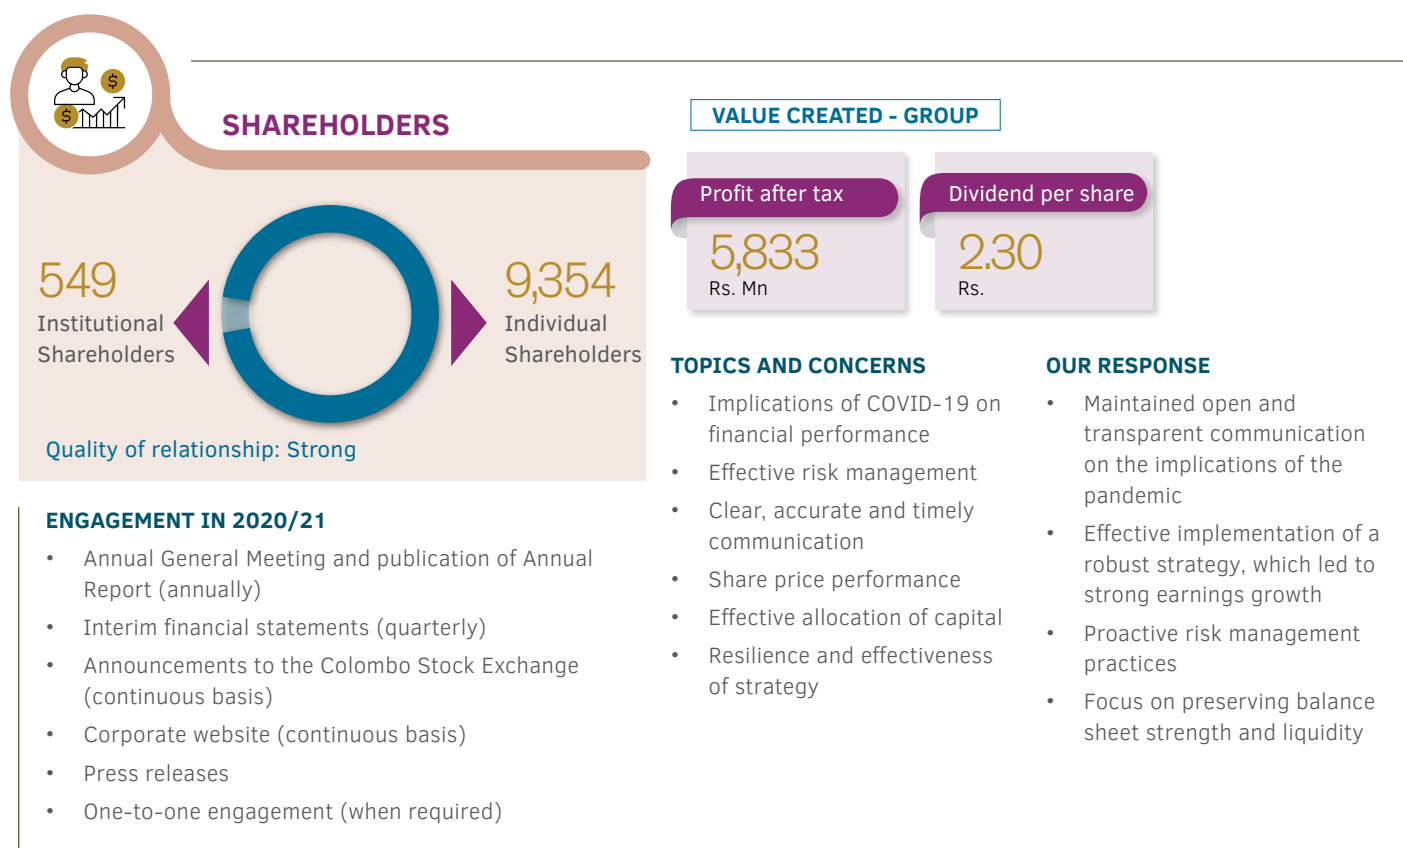 SHAREHOLDERS
549
Institutional
Shareholders
9,354
Individual
Shareholders
Quality of relationship: Strong
ENGAGEMENT IN 2020/21
• Annual General Meeting and publication of Annual
Report (annually)
• Interim financial statements (quarterly)
• Announcements to the Colombo Stock Exchange
(continuous basis)
• Corporate website (continuous basis)
• Press releases
• One-to-one engagement (when required)
VALUE CREATED - GROUP
Profit after tax
5,833
Rs. Mn
Dividend per share
2.30
Rs.
TOPICS AND CONCERNS
• Implications of COVID-19 on
financial performance
• Effective risk management
• Clear, accurate and timely
communication
• Share price performance
• Effective allocation of capital
• Resilience and effectiveness
of strategy
OUR RESPONSE
• Maintained open and
transparent communication
on the implications of the
pandemic
• Effective implementation of a
robust strategy, which led to
strong earnings growth
• Proactive risk management
practices
• Focus on preserving balance
sheet strength and liquidity